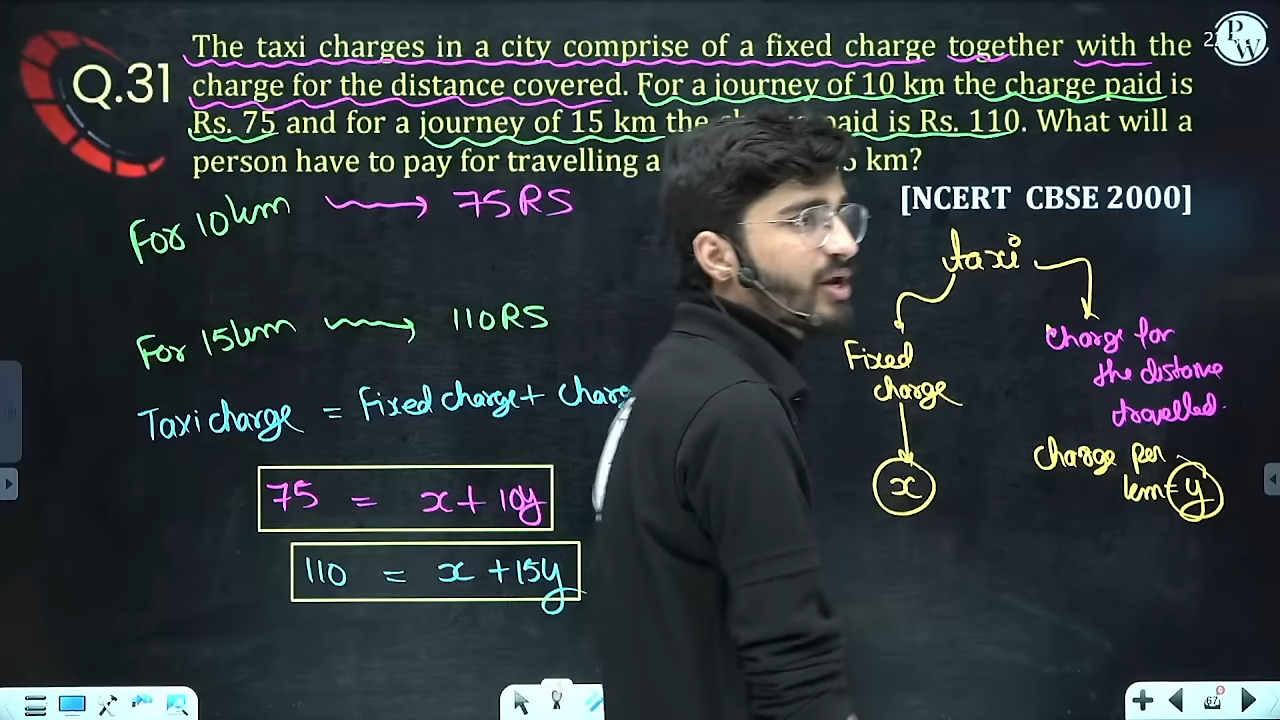 Q.31
The taxi charges in a city comprise of a fixed charge together with the
charge for the distance covered. For a journey of 10 km the charge paid is
Rs. 75 and for a journey of 15 km the paid is Rs. 110. What will a
person have to pay for travelling a km?
[NCERT CBSE 2000]
PW
For 10km → 75RS
For 15km → 110RS
Taxi charge = Fixed charge +
75 = x + 10y
110 = x + 15y
taxi
Fixed
charge
x
Charge for
the distance
travelled.
charge per
km = y
67